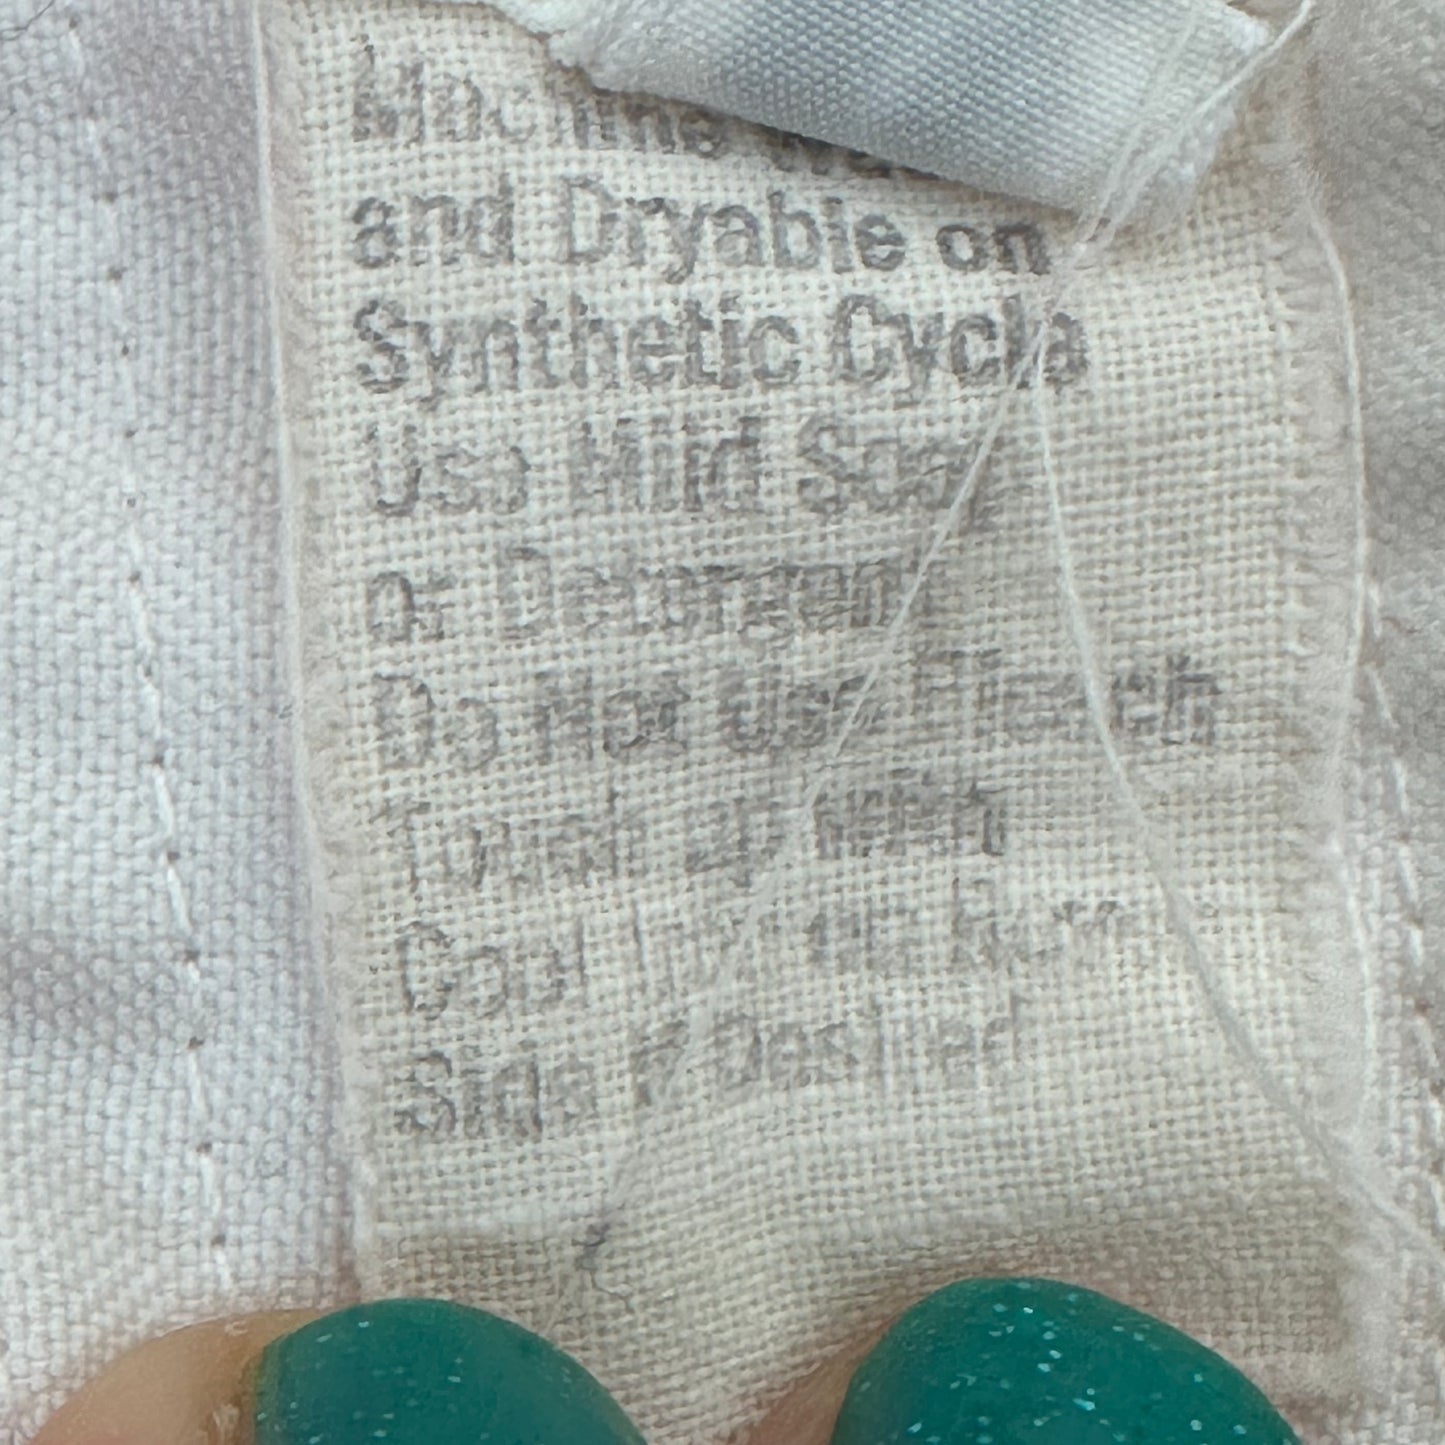 Machine
and Dryable on
Synthetic Cycle
Use Mild Soap
or Detergent
Do Not Use Bleach
Touch up with
Cool Iron
Side if Desired